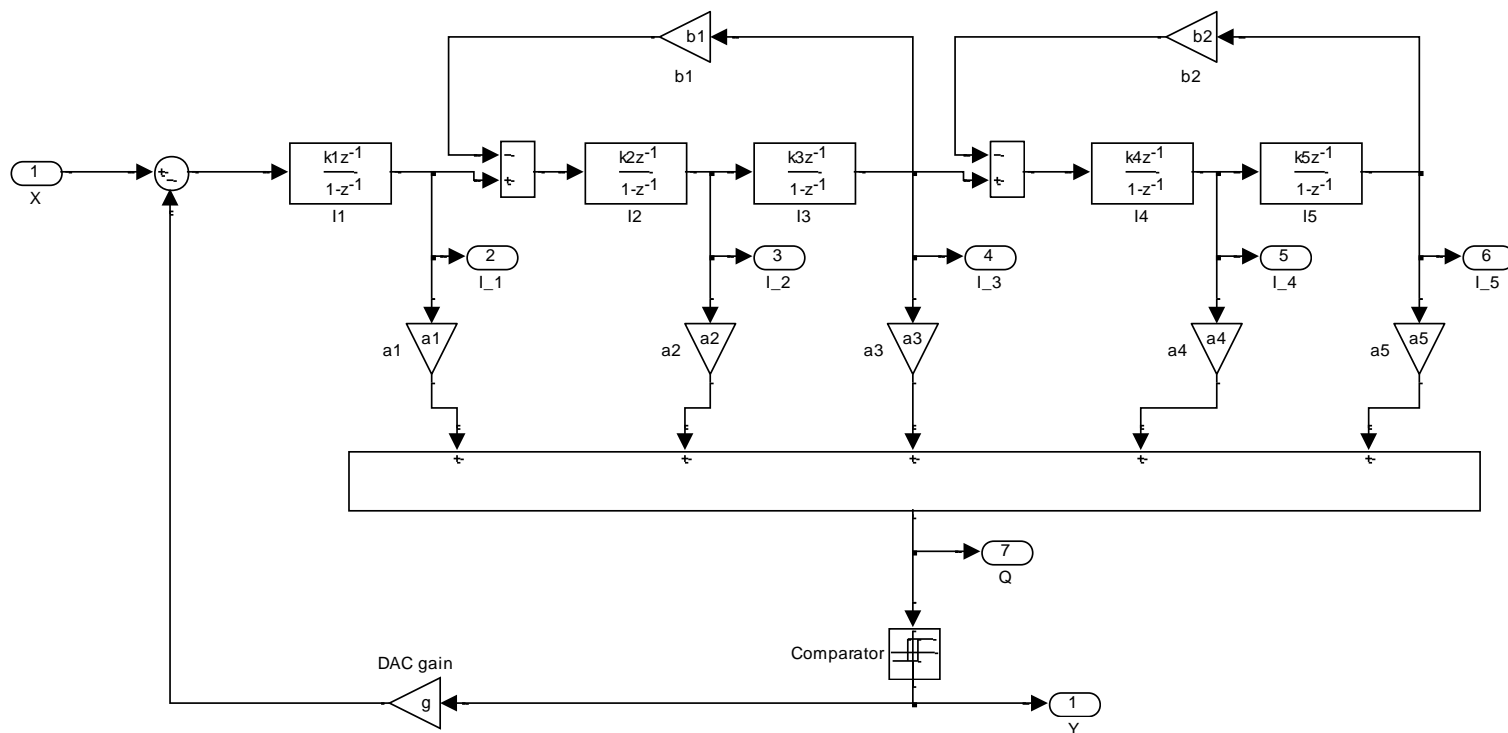 b1
b1
b2
b2
1
X
+
-
k1z-1
1-z-1
I1
-
+
k2z-1
1-z-1
I2
k3z-1
1-z-1
I3
-
+
k4z-1
1-z-1
I4
k5z-1
1-z-1
I5
2
I_1
3
I_2
4
I_3
5
I_4
6
I_5
a1
a1
a2
a2
a3
a3
a4
a4
a5
a5
+
+
+
+
+
7
Q
Comparator
DAC gain
g
1
Y